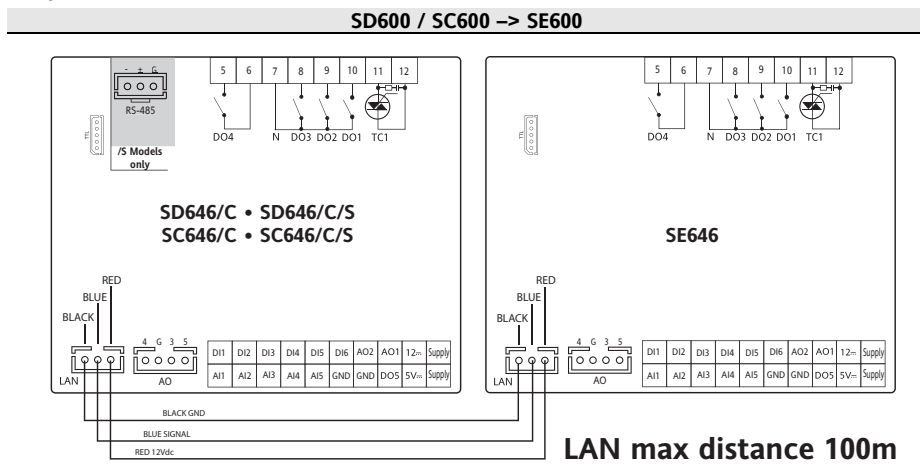 SD600 / SC600 –> SE600
- ± G
RS-485
TTL
/S Models
only
5 6 7 8 9 10 11 12
DO4 N DO3 DO2 DO1 TC1
SD646/C • SD646/C/S
SC646/C • SC646/C/S
RED
BLUE
BLACK
LAN
4 G 3 5
AO
DI1 DI2 DI3 DI4 DI5 DI6 AO2 AO1 12⎓ Supply
AI1 AI2 AI3 AI4 AI5 GND GND DO5 5V⎓ Supply
TTL
5 6 7 8 9 10 11 12
DO4 N DO3 DO2 DO1 TC1
SE646
RED
BLUE
BLACK
LAN
4 G 3 5
AO
DI1 DI2 DI3 DI4 DI5 DI6 AO2 AO1 12⎓ Supply
AI1 AI2 AI3 AI4 AI5 GND GND DO5 5V⎓ Supply
BLACK GND
BLUE SIGNAL
RED 12Vdc
LAN max distance 100m